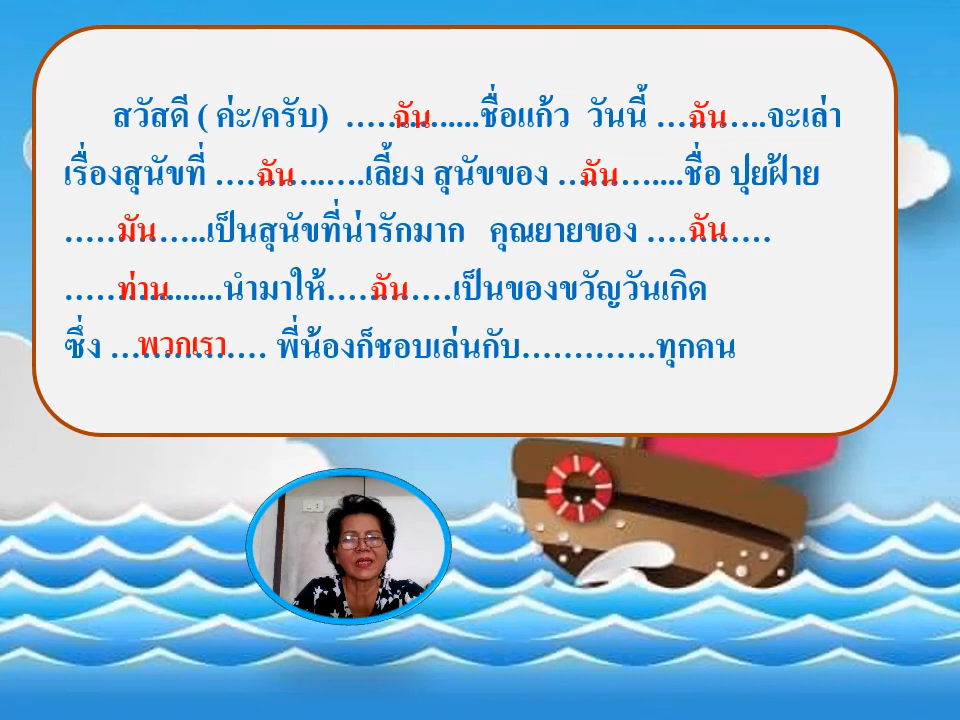 สวัสดี ( ค่ะ/ครับ) .....ฉัน.....ชื่อแก้ว วันนี้ .....ฉัน.....จะเล่า
เรื่องสุนัขที่ .....ฉัน.....เลี้ยง สุนัขของ .....ฉัน.....ชื่อ ปุยฝ้าย
.....มัน.....เป็นสุนัขที่น่ารักมาก คุณยายของ .....ฉัน.....
.....ท่าน.....นำมาให้.....ฉัน.....เป็นของขวัญวันเกิด
ซึ่ง .....พวกเรา..... พี่น้องก็ชอบเล่นกับ.............ทุกคน